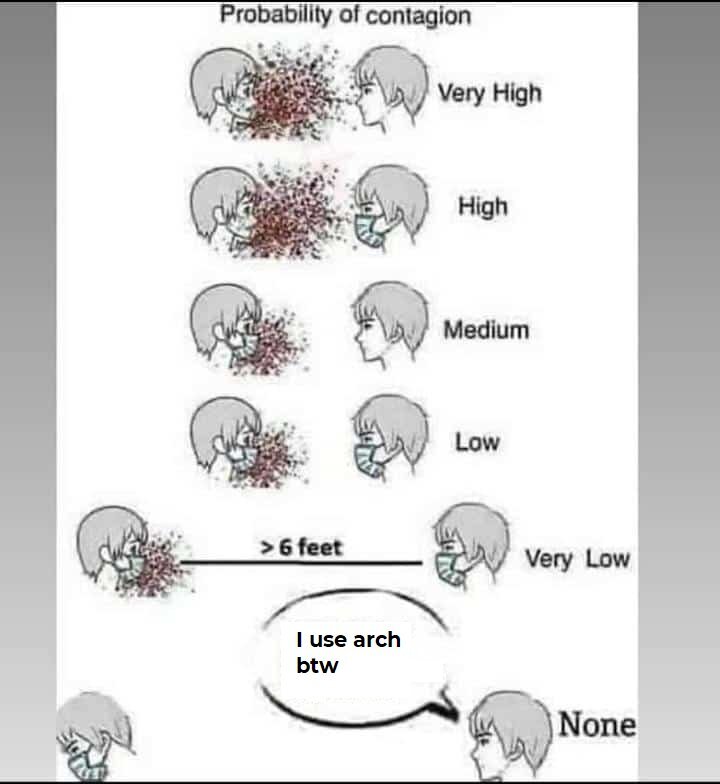 Probability of contagion
Very High
High
Medium
Low
> 6 feet
Very Low
I use arch
btw
None